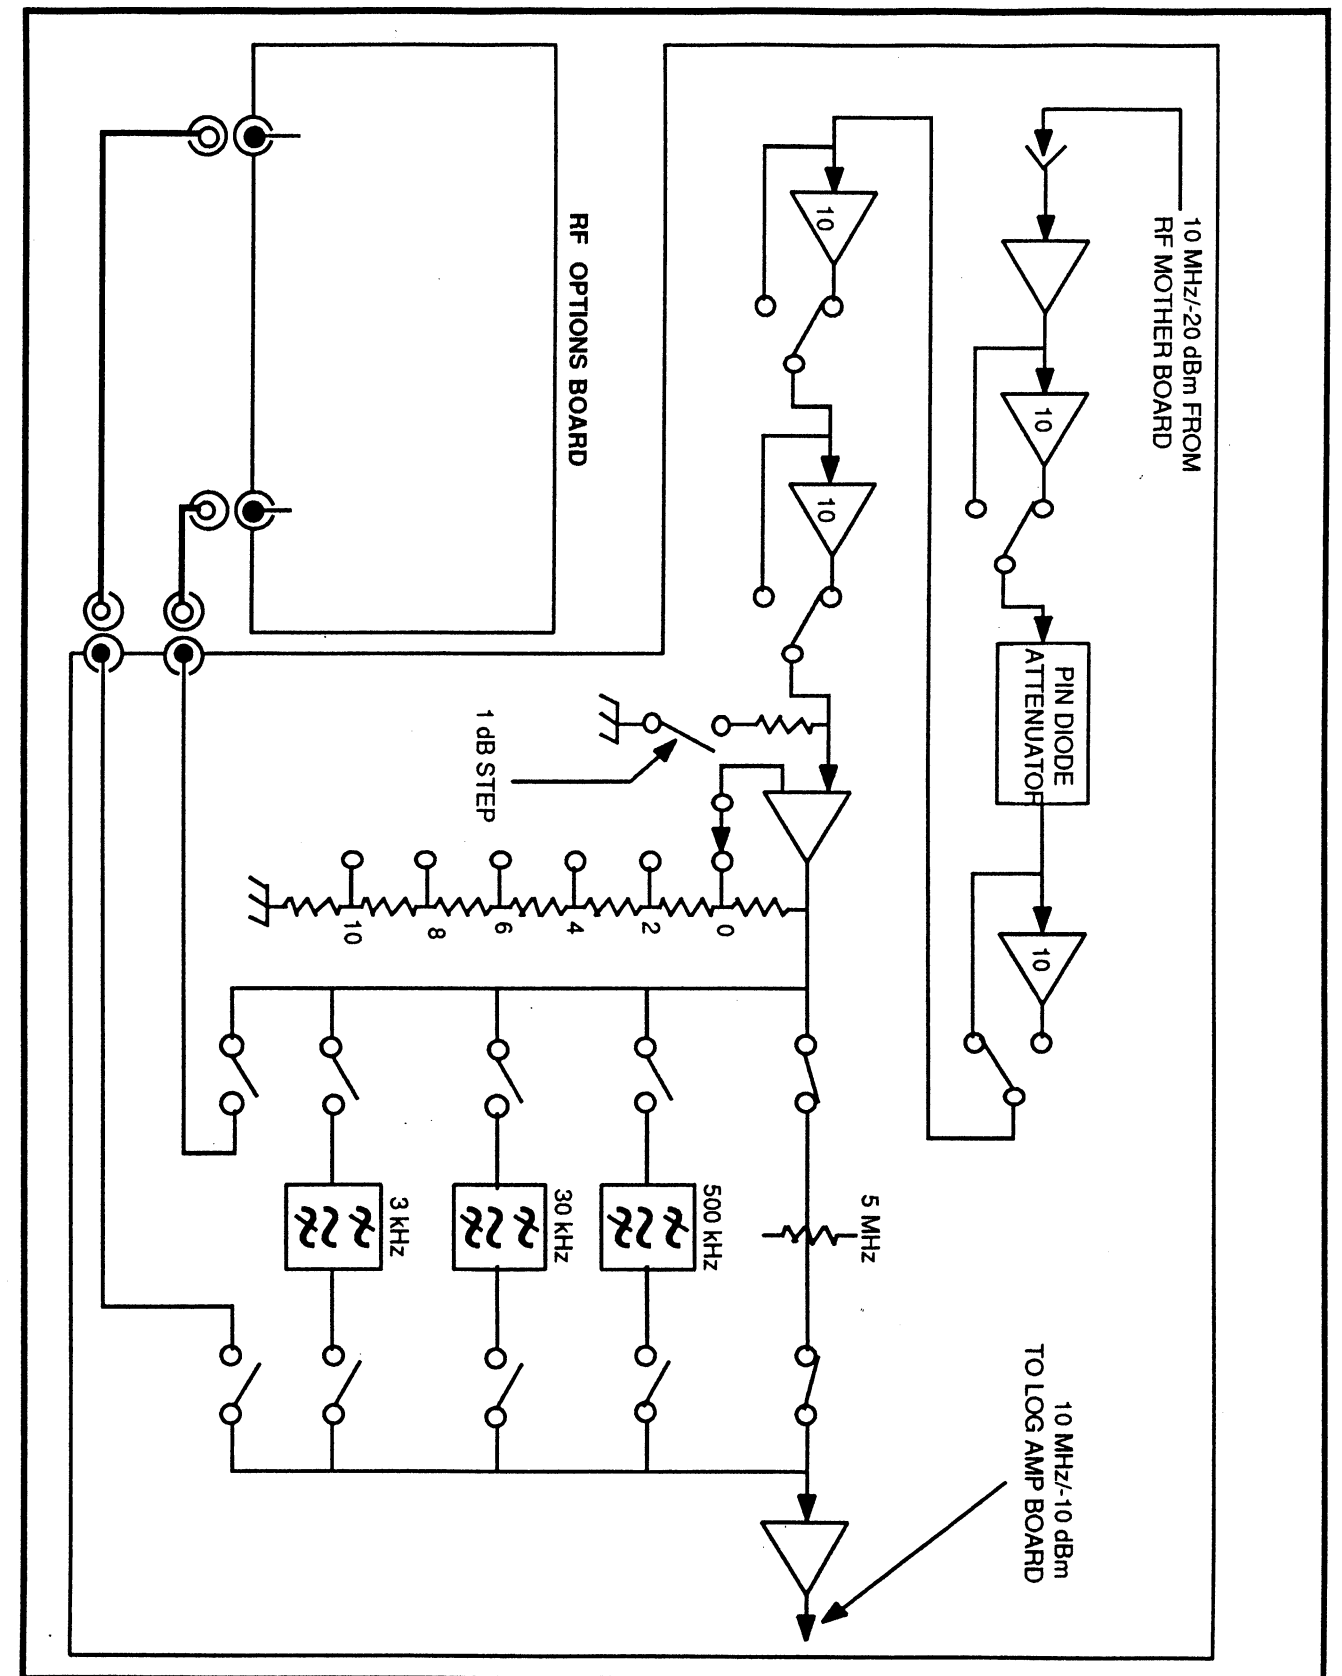 10 MHz/-20 dBm FROM
RF MOTHER BOARD
10
PIN DIODE
ATTENUATOR
10
10
10
RF OPTIONS BOARD
1 dB STEP
0
2
4
6
8
10
5 MHz
500 kHz
30 kHz
3 kHz
10 MHz/-10 dBm
TO LOG AMP BOARD